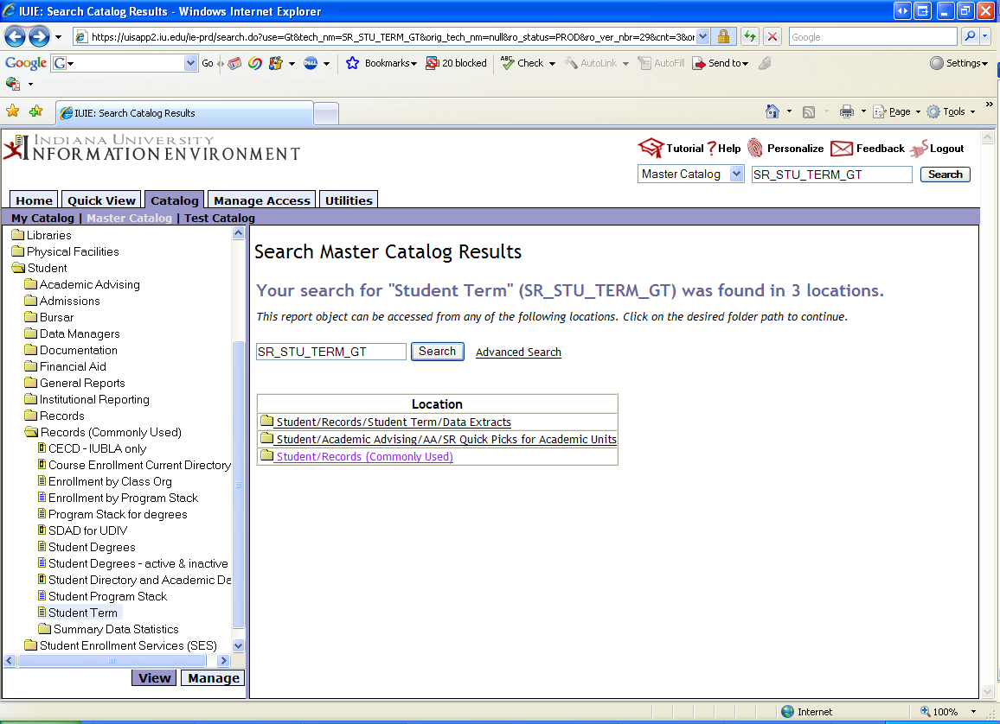 IUIE: Search Catalog Results - Windows Internet Explorer
https://uisapp2.iu.edu/ie-prd/search.do?use=Gt&tech_nm=SR_STU_TERM_GT&orig_tech_nm=null&ro_status=PROD&ro_ver_nbr=29&cnt=3&or
Google
Google G Go Bookmarks 20 blocked ABC Check AutoLink AutoFill Send to Settings
IUIE: Search Catalog Results Page Tools »
INDIANA UNIVERSITY
INFORMATION ENVIRONMENT
Tutorial ? Help Personalize Feedback Logout
Master Catalog SR_STU_TERM_GT Search
Home Quick View Catalog Manage Access Utilities
My Catalog | Master Catalog | Test Catalog
Libraries
Physical Facilities
Student
Academic Advising
Admissions
Bursar
Data Managers
Documentation
Financial Aid
General Reports
Institutional Reporting
Records
Records (Commonly Used)
CECD - IUBLA only
Course Enrollment Current Directory
Enrollment by Class Org
Enrollment by Program Stack
Program Stack for degrees
SDAD for UDIV
Student Degrees
Student Degrees - active & inactive
Student Directory and Academic Da
Student Program Stack
Student Term
Summary Data Statistics
Student Enrollment Services (SES)
View Manage
Search Master Catalog Results
Your search for "Student Term" (SR_STU_TERM_GT) was found in 3 locations.
This report object can be accessed from any of the following locations. Click on the desired folder path to continue.
SR_STU_TERM_GT Search Advanced Search
Location
Student/Records/Student Term/Data Extracts
Student/Academic Advising/AA/SR Quick Picks for Academic Units
Student/Records (Commonly Used)
Internet 100%